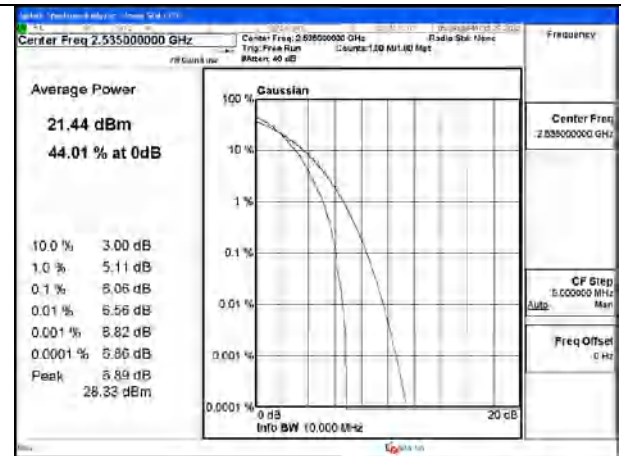 Center Freq 2.535000000 GHz
Center Freq: 2.535000000 GHz
Radio Std: None
Trig: Free Run
Counts:1.00 M/1.00 Mpt
#Atten: 40 dB
Frequency
Average Power
21.44 dBm
44.01 % at 0dB
10.0 % 3.00 dB
1.0 % 5.11 dB
0.1 % 6.06 dB
0.01 % 6.56 dB
0.001 % 6.82 dB
0.0001 % 6.86 dB
Peak 6.89 dB
28.33 dBm
Gaussian
100 %
10 %
1 %
0.1 %
0.01 %
0.001 %
0.0001 %
0 dB
20 dB
Info BW 10.000 MHz
Center Freq
2.535000000 GHz
CF Step
5.000000 MHz
Auto Man
Freq Offset
0 Hz